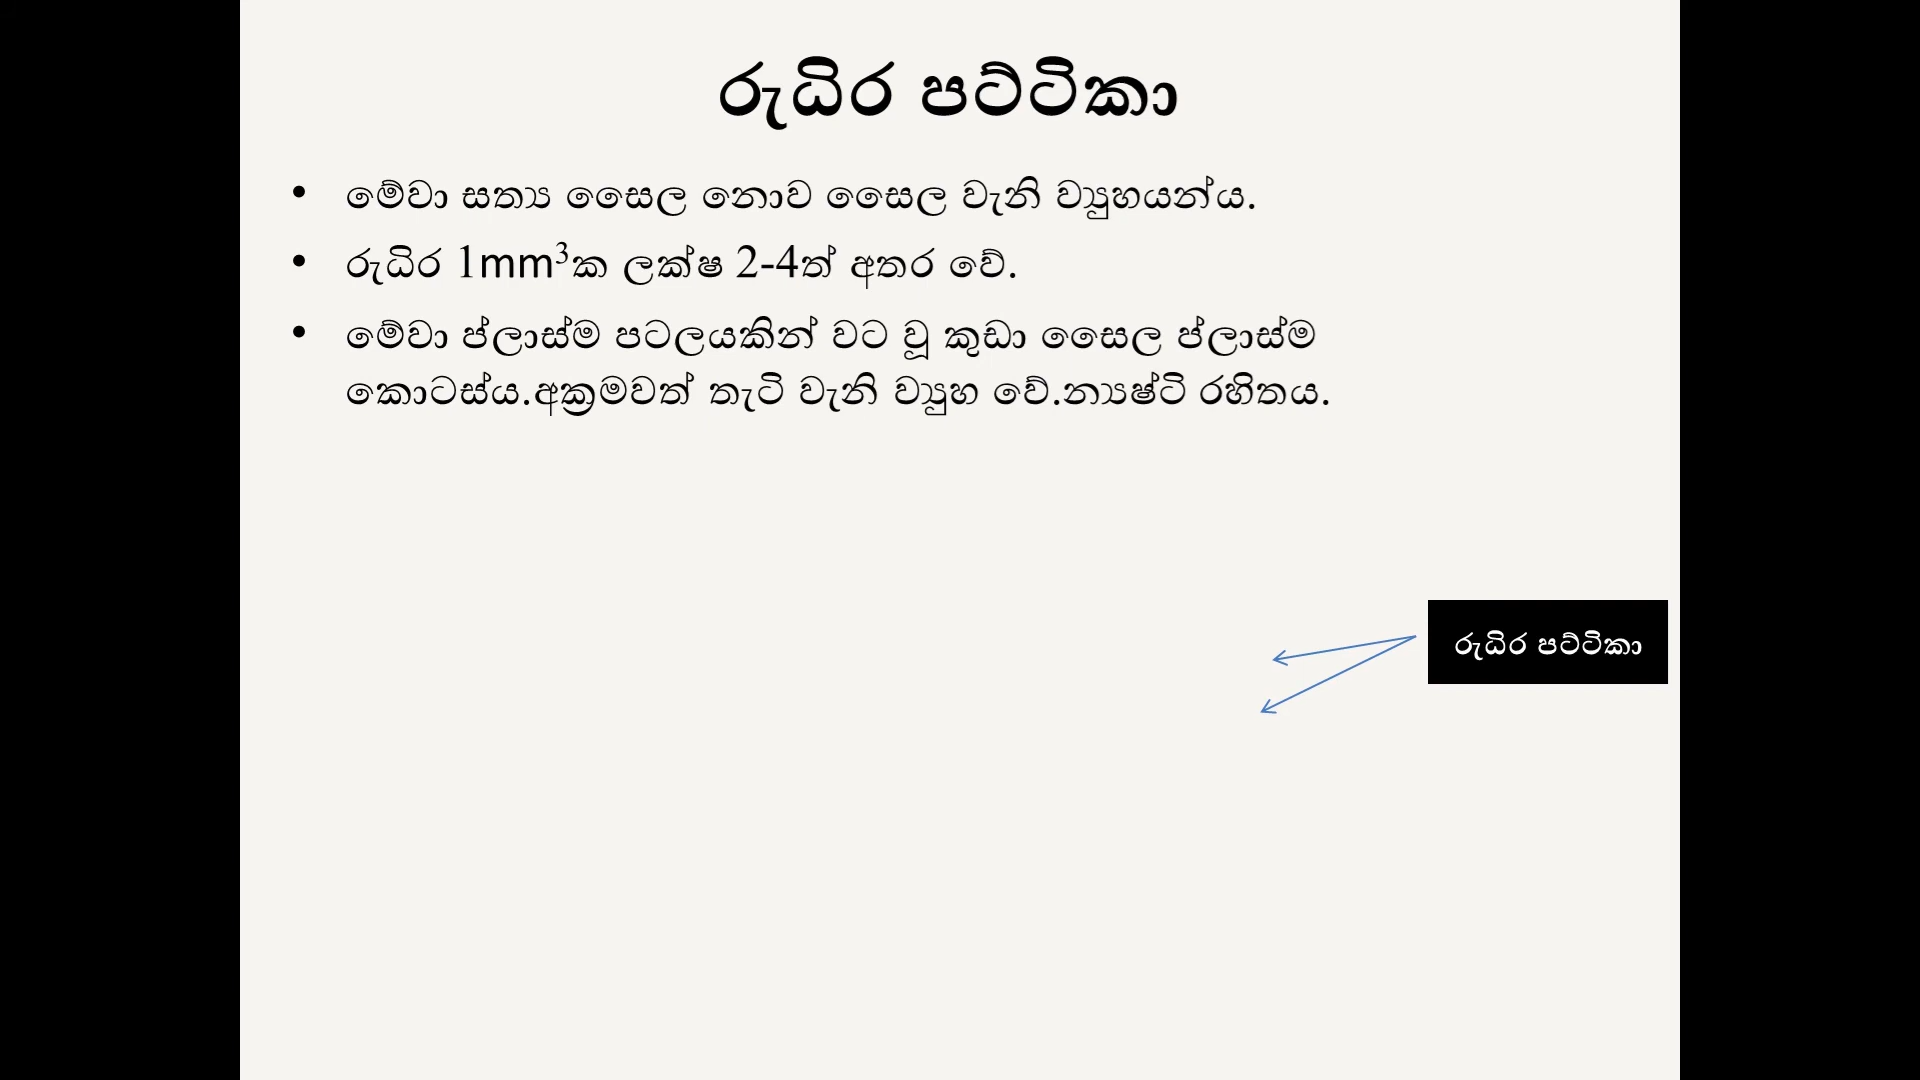 රුධිර පට්ටිකා
• මේවා සත්‍ය සෛල නොව සෛල වැනි ව්‍යුහයන්ය.
• රුධිර 1mm³ක ලක්ෂ 2-4ත් අතර වේ.
• මේවා ප්ලාස්ම පටලයකින් වට වූ කුඩා සෛල ප්ලාස්ම
කොටස්ය.අක්‍රමවත් තැටි වැනි ව්‍යුහ වේ.න්‍යෂ්ටි රහිතය.
රුධිර පට්ටිකා